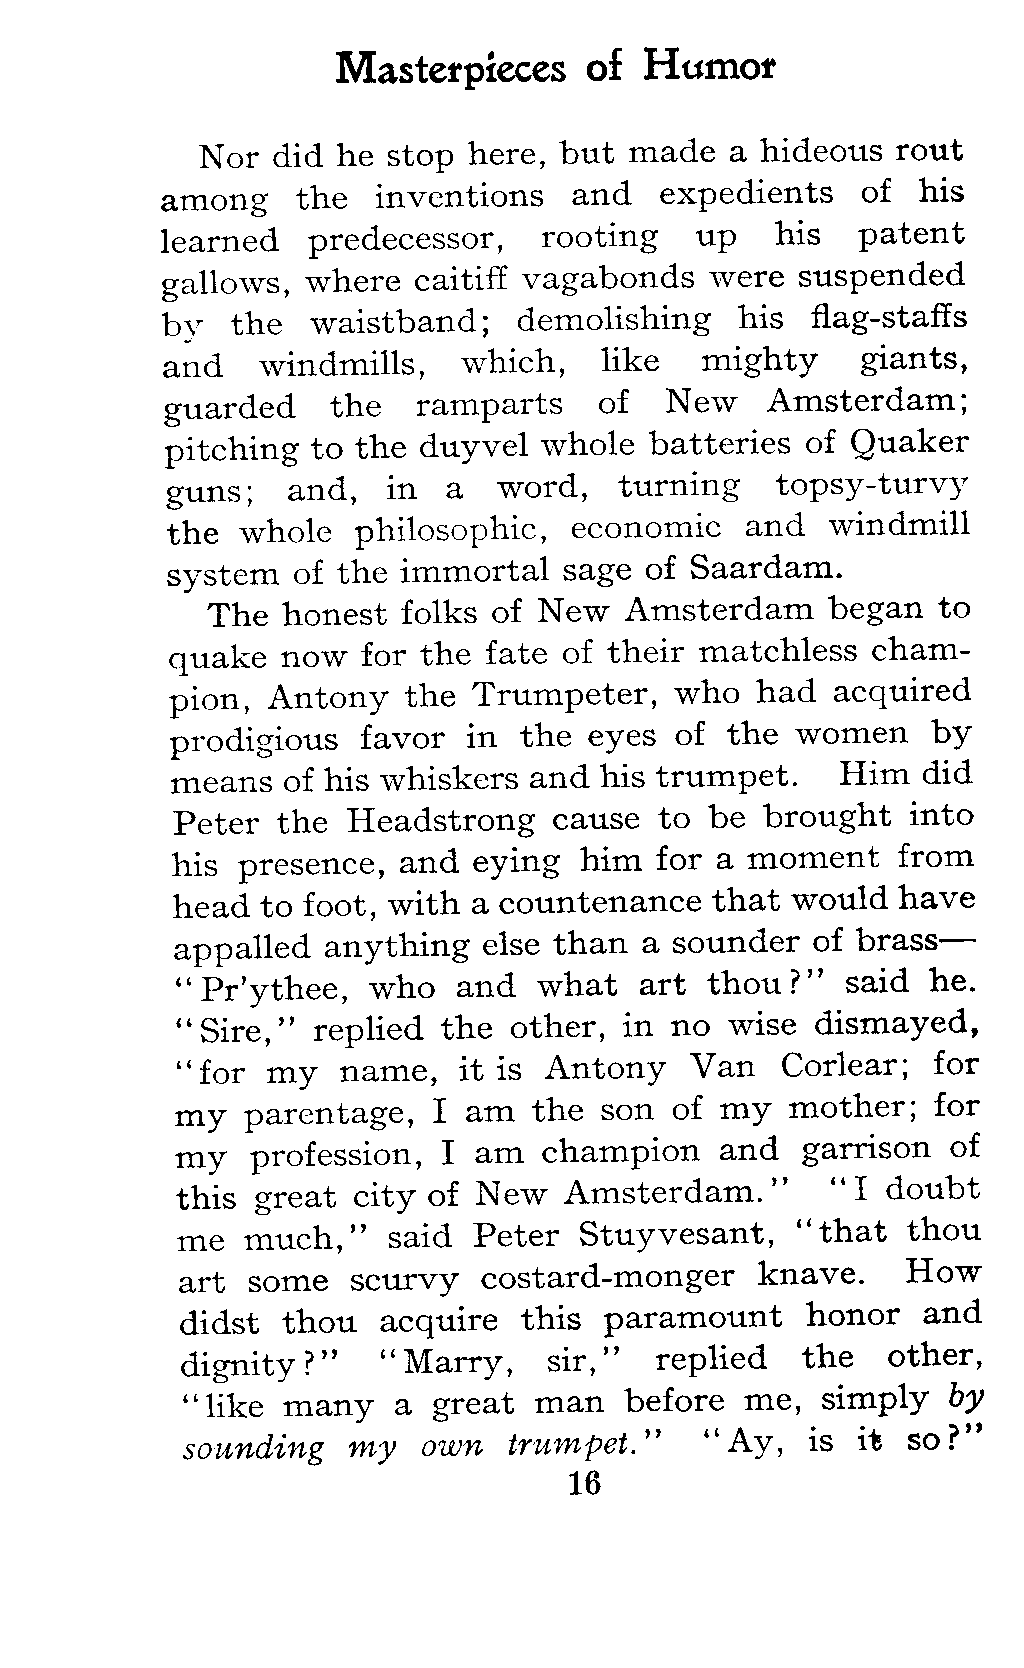 Masterpieces of Humor
Nor did he stop here, but made a hideous rout
among the inventions and expedients of his
learned predecessor, rooting up his patent
gallows, where caitiff vagabonds were suspended
by the waistband; demolishing his flag-staffs
and windmills, which, like mighty giants,
guarded the ramparts of New Amsterdam;
pitching to the duyvel whole batteries of Quaker
guns; and, in a word, turning topsy-turvy
the whole philosophic, economic and windmill
system of the immortal sage of Saardam.
The honest folks of New Amsterdam began to
quake now for the fate of their matchless cham-
pion, Antony the Trumpeter, who had acquired
prodigious favor in the eyes of the women by
means of his whiskers and his trumpet. Him did
Peter the Headstrong cause to be brought into
his presence, and eying him for a moment from
head to foot, with a countenance that would have
appalled anything else than a sounder of brass—
"Pr'ythee, who and what art thou?" said he.
"Sire," replied the other, in no wise dismayed,
"for my name, it is Antony Van Corlear; for
my parentage, I am the son of my mother; for
my profession, I am champion and garrison of
this great city of New Amsterdam." "I doubt
me much," said Peter Stuyvesant, "that thou
art some scurvy costard-monger knave. How
didst thou acquire this paramount honor and
dignity?" "Marry, sir," replied the other,
"like many a great man before me, simply by
sounding my own trumpet." "Ay, is it so?"
16